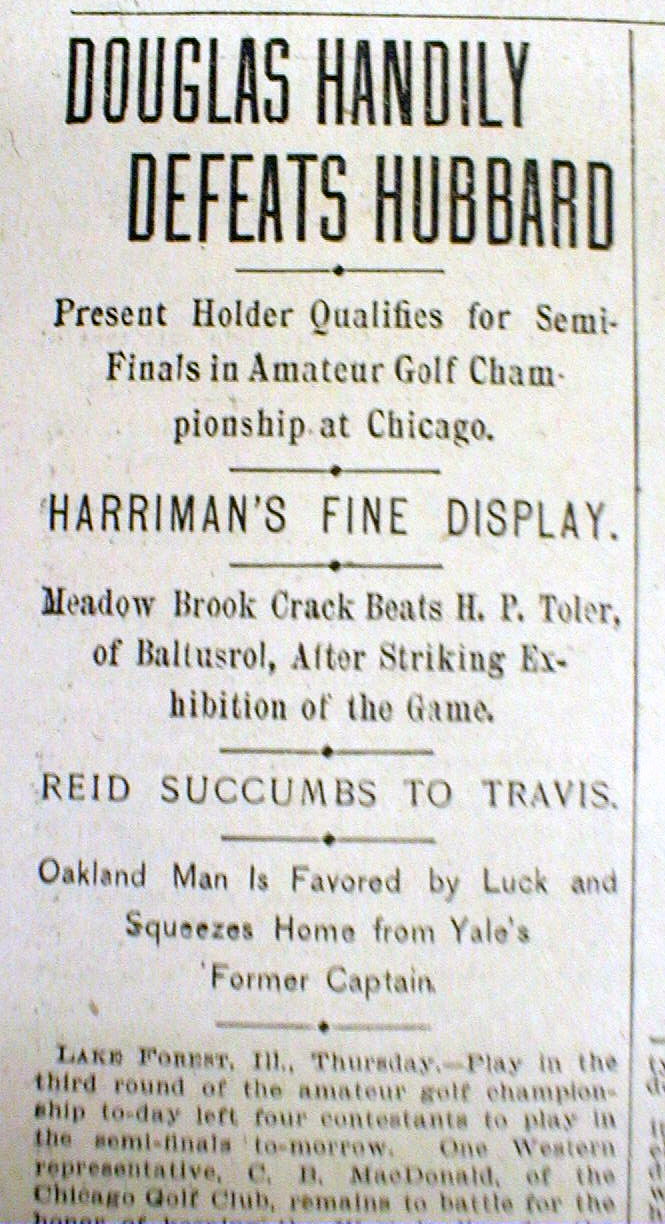 DOUGLAS HANDILY
DEFEATS HUBBARD
Present Holder Qualifies for Semi-
Finals in Amateur Golf Cham-
pionship at Chicago.
HARRIMAN'S FINE DISPLAY.
Meadow Brook Crack Beats H. P. Toler,
of Baltusrol, After Striking Ex-
hibition of the Game.
REID SUCCUMBS TO TRAVIS.
Oakland Man Is Favored by Luck and
Squeezes Home from Yale's
Former Captain.
LAKE FOREST, Ill., Thursday.—Play in the
third round of the amateur golf champion-
ship to-day left four contestants to play in
the semi-finals to-morrow. One Western
representative, C. B. MacDonald, of the
Chicago Golf Club, remains to battle for the